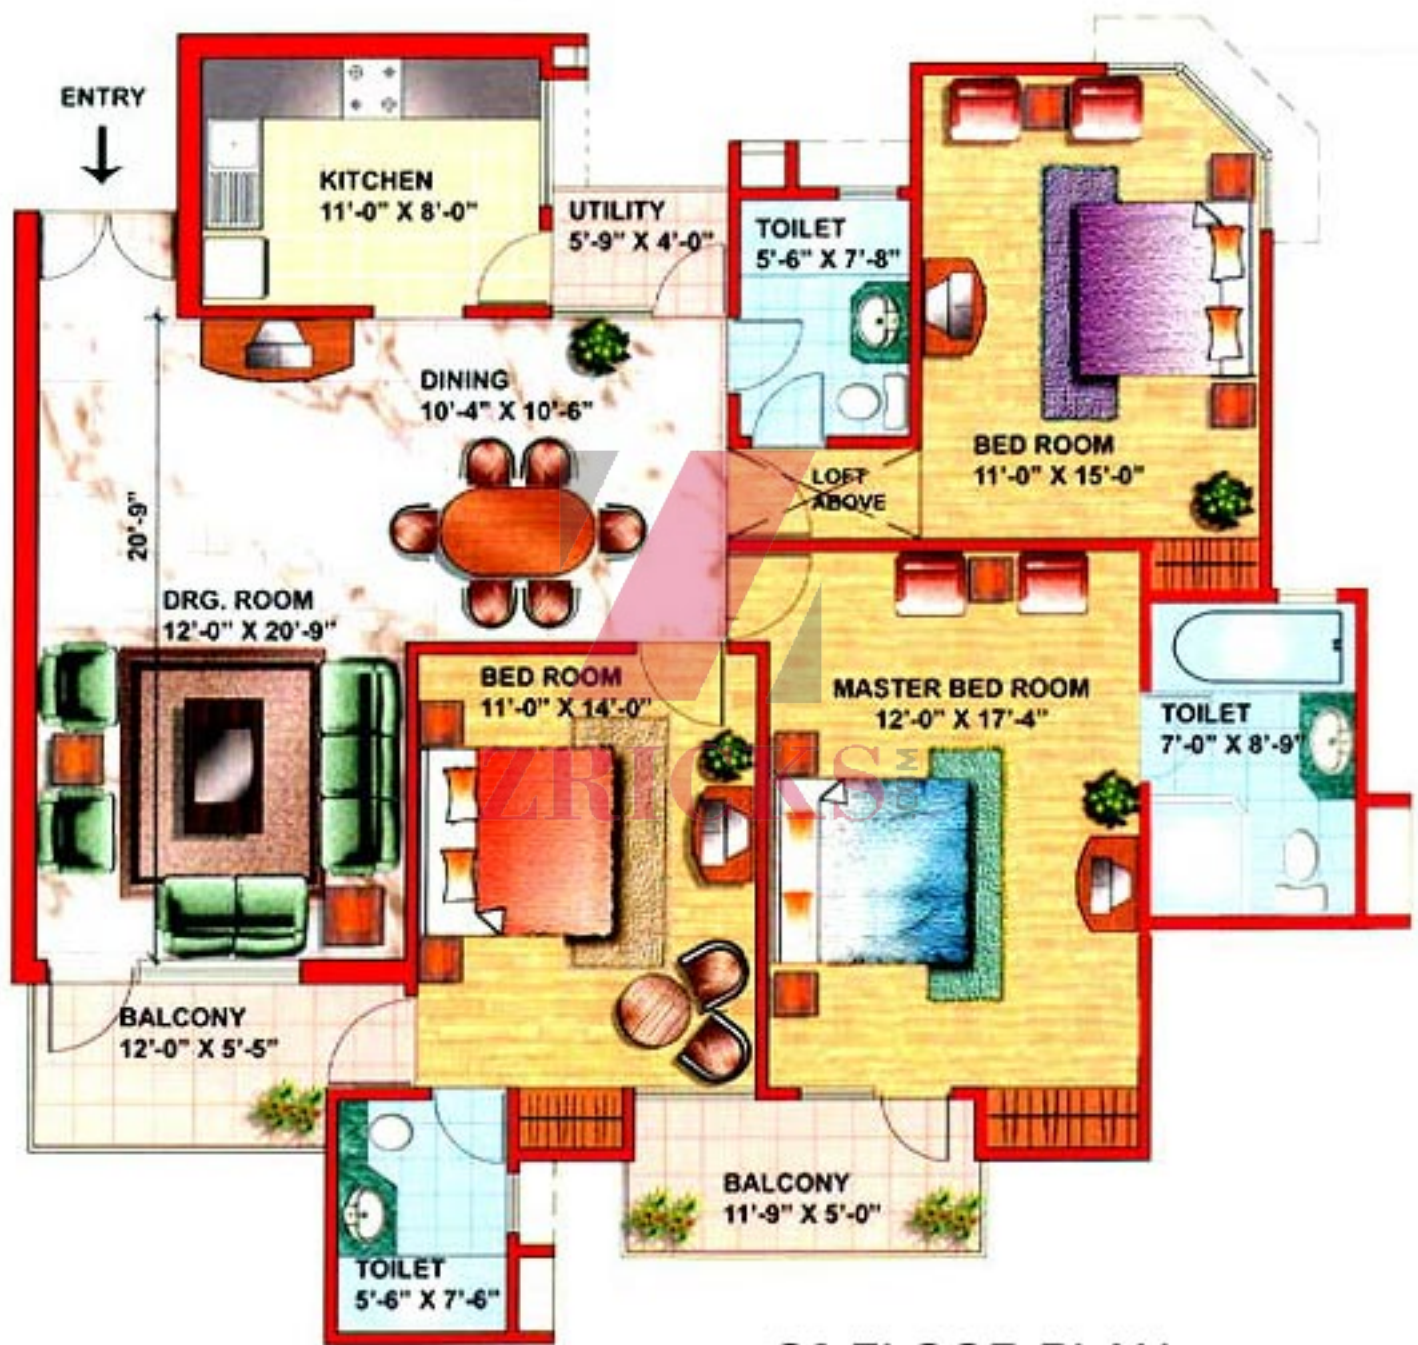 ENTRY
KITCHEN
11'-0" X 8'-0"
UTILITY
5'-9" X 4'-0"
TOILET
5'-6" X 7'-8"
DINING
10'-4" X 10'-6"
BED ROOM
11'-0" X 15'-0"
LOFT
ABOVE
20'-9"
DRG. ROOM
12'-0" X 20'-9"
BED ROOM
11'-0" X 14'-0"
MASTER BED ROOM
12'-0" X 17'-4"
TOILET
7'-0" X 8'-9"
ZRICKS
BALCONY
12'-0" X 5'-5"
BALCONY
11'-9" X 5'-0"
TOILET
5'-6" X 7'-6"
FLOOR PLAN